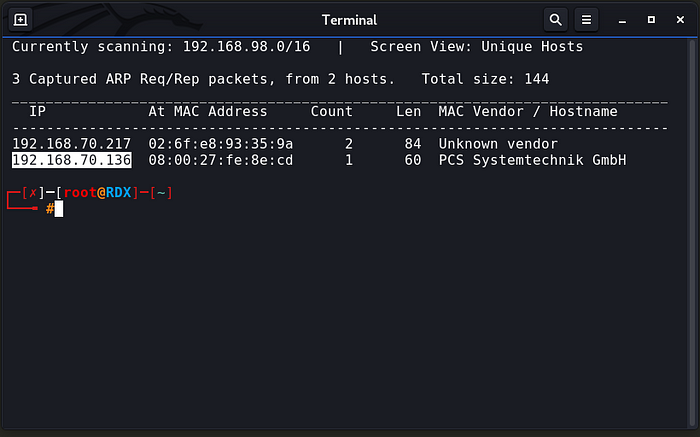 Terminal
Currently scanning: 192.168.98.0/16 | Screen View: Unique Hosts
3 Captured ARP Req/Rep packets, from 2 hosts. Total size: 144
_____________________________________________________________________________
IP At MAC Address Count Len MAC Vendor / Hostname
-----------------------------------------------------------------------------
192.168.70.217 02:6f:e8:93:35:9a 2 84 Unknown vendor
192.168.70.136 08:00:27:fe:8e:cd 1 60 PCS Systemtechnik GmbH
┌─[✗]─[root@RDX]─[~]
└──╼ #